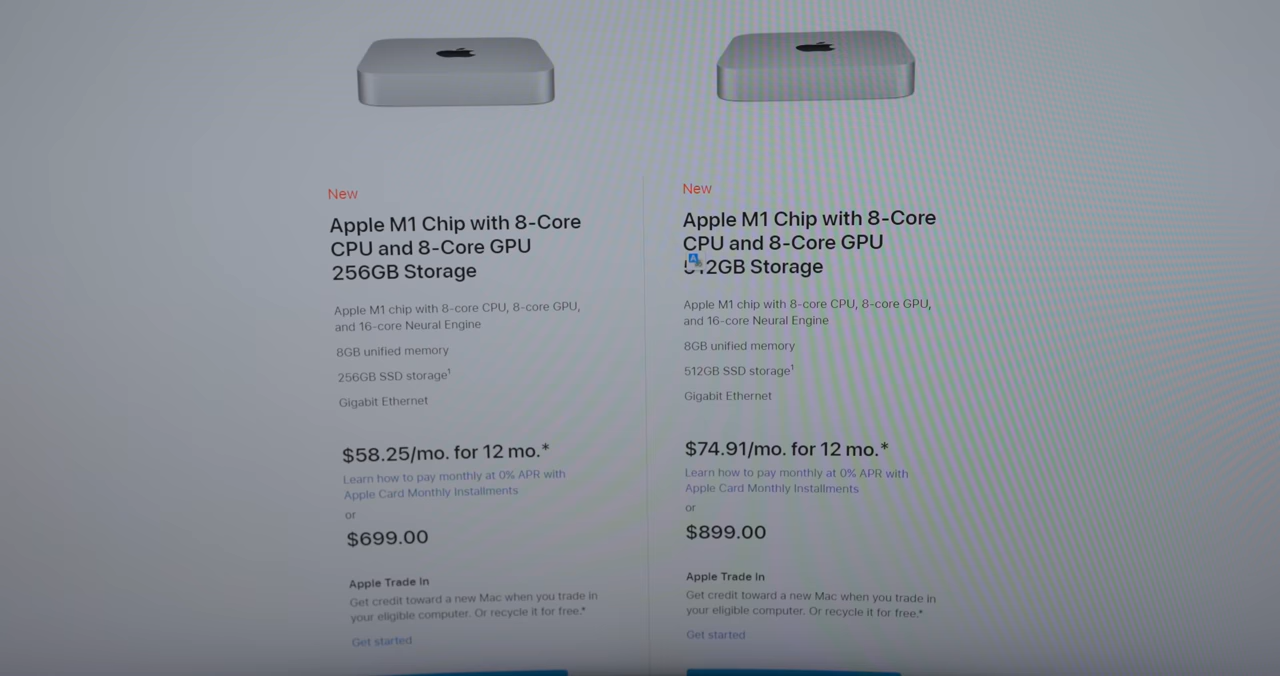 New
Apple M1 Chip with 8-Core
CPU and 8-Core GPU
256GB Storage
Apple M1 chip with 8-core CPU, 8-core GPU,
and 16-core Neural Engine
8GB unified memory
256GB SSD storage¹
Gigabit Ethernet
$58.25/mo. for 12 mo.*
Learn how to pay monthly at 0% APR with
Apple Card Monthly Installments
or
$699.00
Apple Trade In
Get credit toward a new Mac when you trade in
your eligible computer. Or recycle it for free.*
Get started
New
Apple M1 Chip with 8-Core
CPU and 8-Core GPU
512GB Storage
Apple M1 chip with 8-core CPU, 8-core GPU,
and 16-core Neural Engine
8GB unified memory
512GB SSD storage¹
Gigabit Ethernet
$74.91/mo. for 12 mo.*
Learn how to pay monthly at 0% APR with
Apple Card Monthly Installments
or
$899.00
Apple Trade In
Get credit toward a new Mac when you trade in
your eligible computer. Or recycle it for free.*
Get started